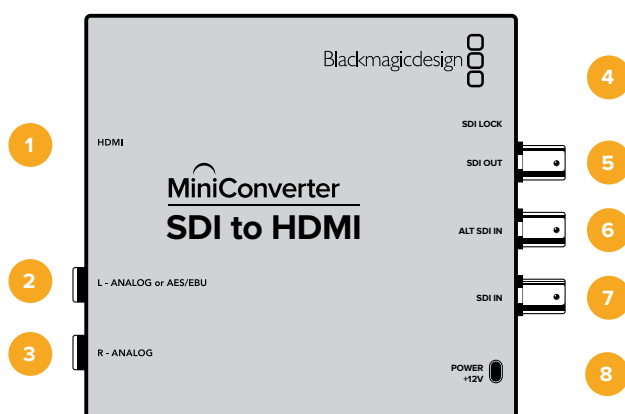 Blackmagicdesign
4
SDI LOCK
1
HDMI
SDI OUT
5
MiniConverter
SDI to HDMI
ALT SDI IN
6
2
L - ANALOG or AES/EBU
SDI IN
7
3
R - ANALOG
POWER
+12V
8